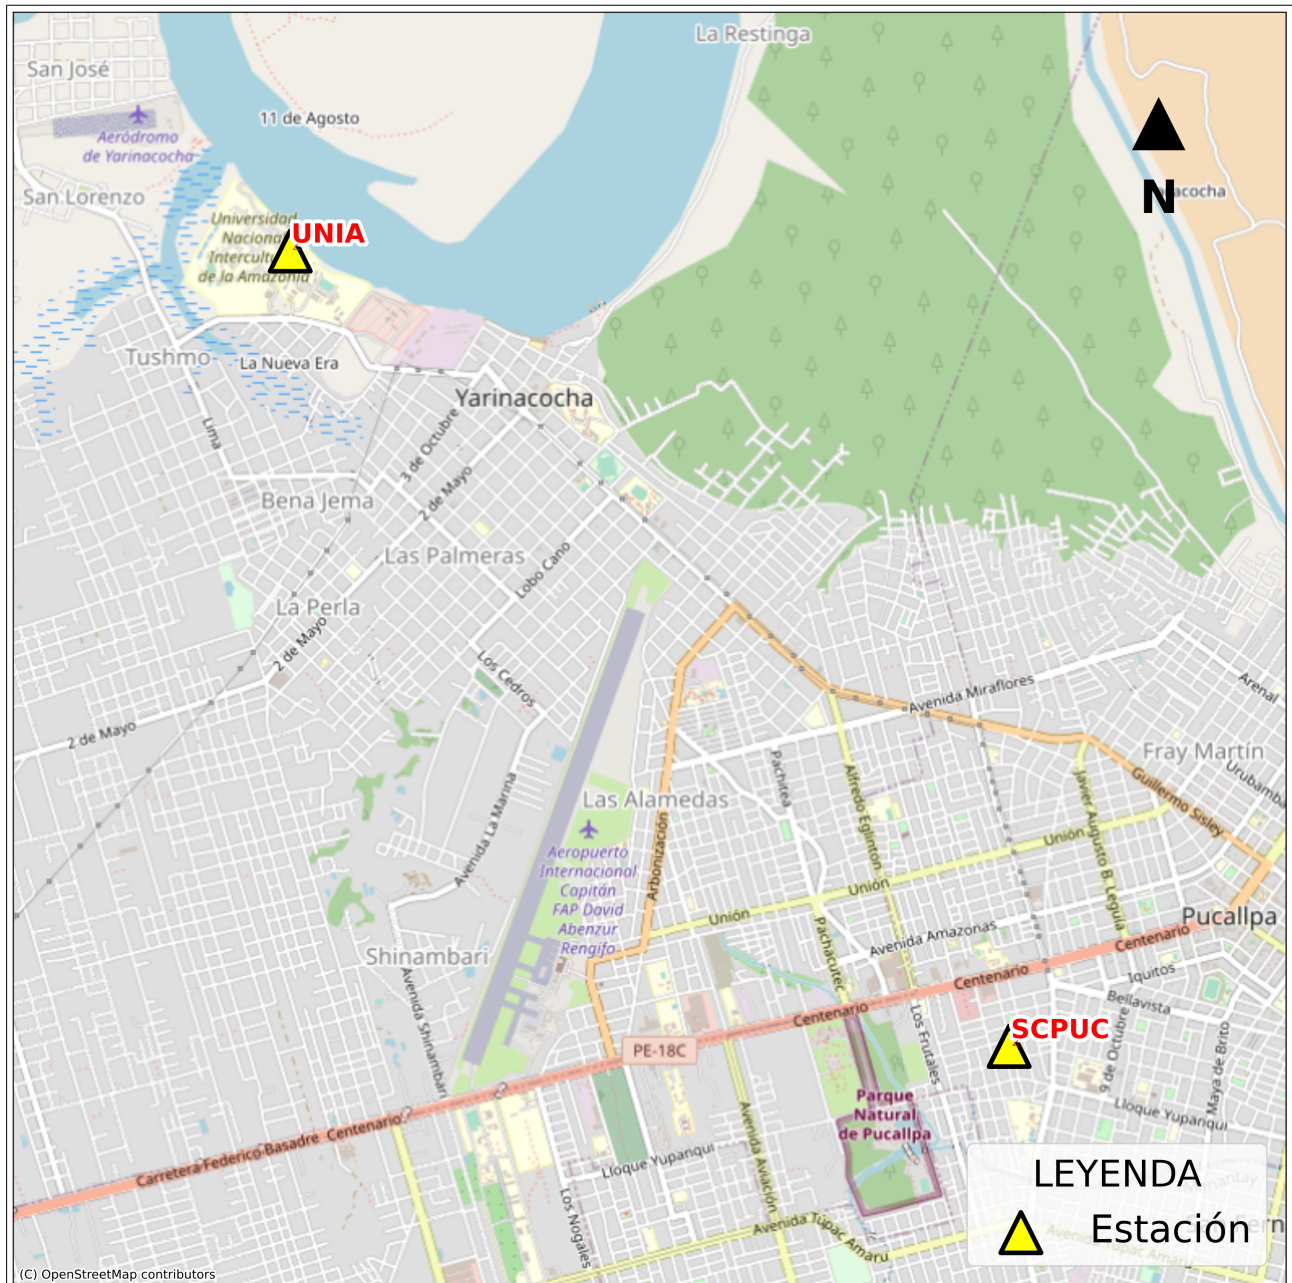 La Restinga
San José
11 de Agosto
Aeródromo
de Yarinacocha
San Lorenzo
N
Universidad
Nacional
de la Amazonía
UNIA
Tushmo
La Nueva Era
Yarinacocha
Lima
3 de Octubre
2 de Mayo
Bena Jema
Las Palmeras
Lobo Cano
La Perla
2 de Mayo
Los Cedros
2 de Mayo
Avenida Miraflores
Arenal
Fray Martín
Urubamba
Pachitea
Alfredo Eglinton
Javier Augusto B. Leguía
Guillermo Sisley
Las Alamedas
Avenida La Marina
Arborización
Aeropuerto
Internacional
Capitán
FAP David
Abenzur
Rengifo
Unión
Unión
Unión
Pachacutec
Avenida Amazonas
Pucallpa
Centenario
Centenario
Centenario
Iquitos
Bellavista
Shinambari
Avenida Shinambari
Los Frutales
SCPUC
9 de Octubre
Maya de Brito
PE-18C
Parque
Natural
de Pucallpa
Lloque Yupanqui
Carretera Federico Basadre
Centenario
Lloque Yupanqui
Avenida Aviación
Los Nogales
Avenida Túpac Amaru
LEYENDA
Estación
Avenida Túpac Amaru
(C) OpenStreetMap contributors